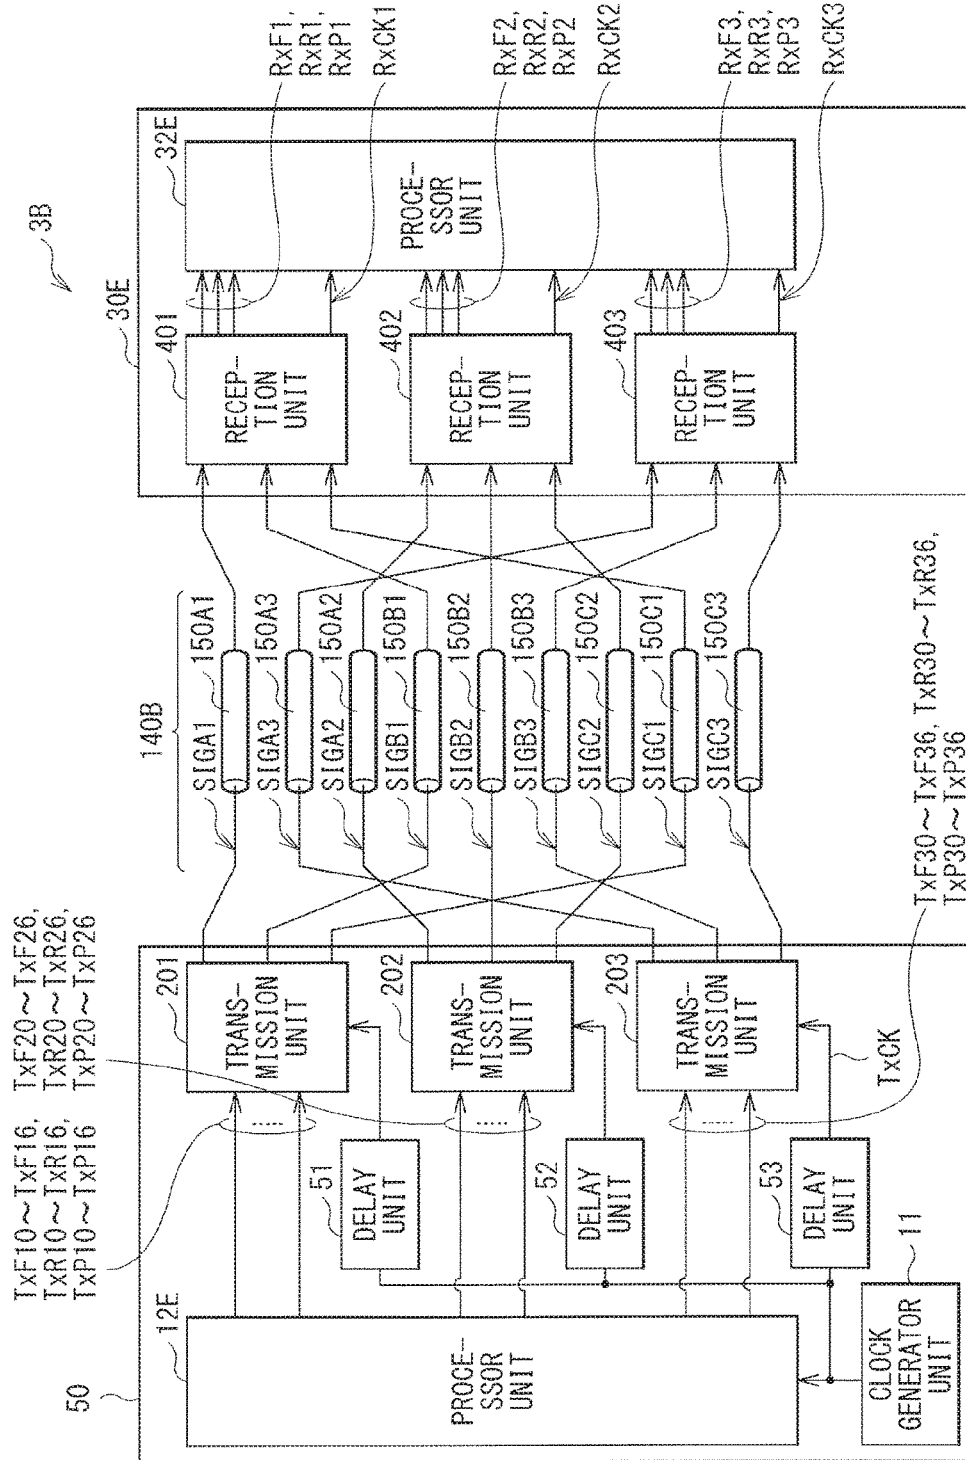 3B
50
12E
PROCE-
SSOR
UNIT
TxF10~TxF16,
TxR10~TxR16,
TxP10~TxP16
TxF20~TxF26,
TxR20~TxR26,
TxP20~TxP26
201
TRANS-
MISSION
UNIT
202
TRANS-
MISSION
UNIT
203
TRANS-
MISSION
UNIT
51
DELAY
UNIT
52
DELAY
UNIT
53
DELAY
UNIT
11
CLOCK
GENERATOR
UNIT
TxCK
TxF30~TxF36, TxR30~TxR36,
TxP30~TxP36
140B
SIGA1 150A1
SIGA3 150A3
SIGA2 150A2
SIGB1 150B1
SIGB2 150B2
SIGB3 150B3
SIGC2 150C2
SIGC1 150C1
SIGC3 150C3
30E
401
RECEP-
TION
UNIT
402
RECEP-
TION
UNIT
403
RECEP-
TION
UNIT
32E
PROCE-
SSOR
UNIT
RxF1,
RxR1,
RxP1
RxCK1
RxF2,
RxR2,
RxP2
RxCK2
RxF3,
RxR3,
RxP3
RxCK3